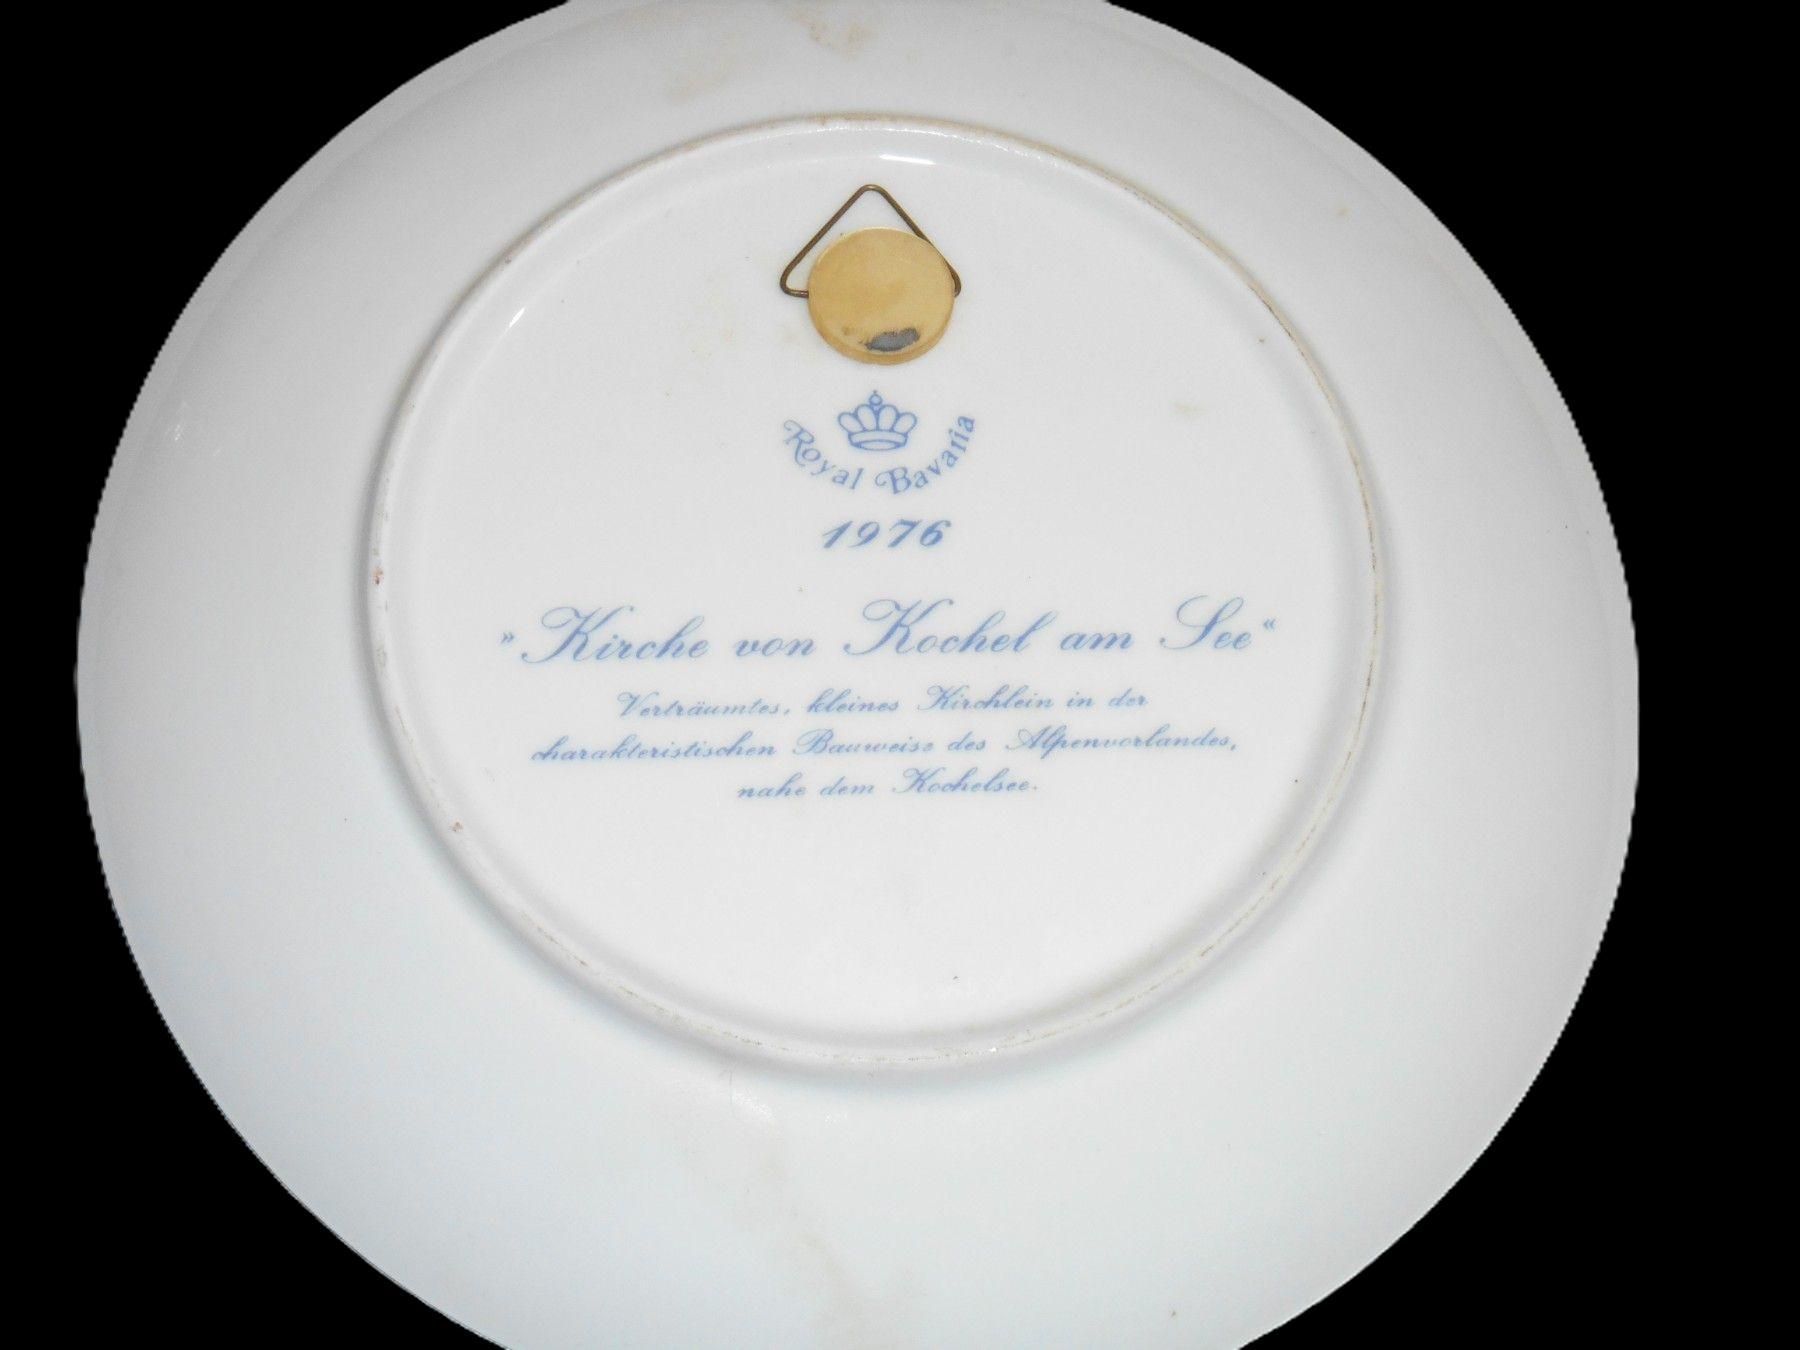 Royal Bavaria
1976
»Kirche von Kochel am See«
Verträumtes, kleines Kirchlein in der
charakteristischen Bauweise des Alpenvorlandes,
nahe dem Kochelsee.